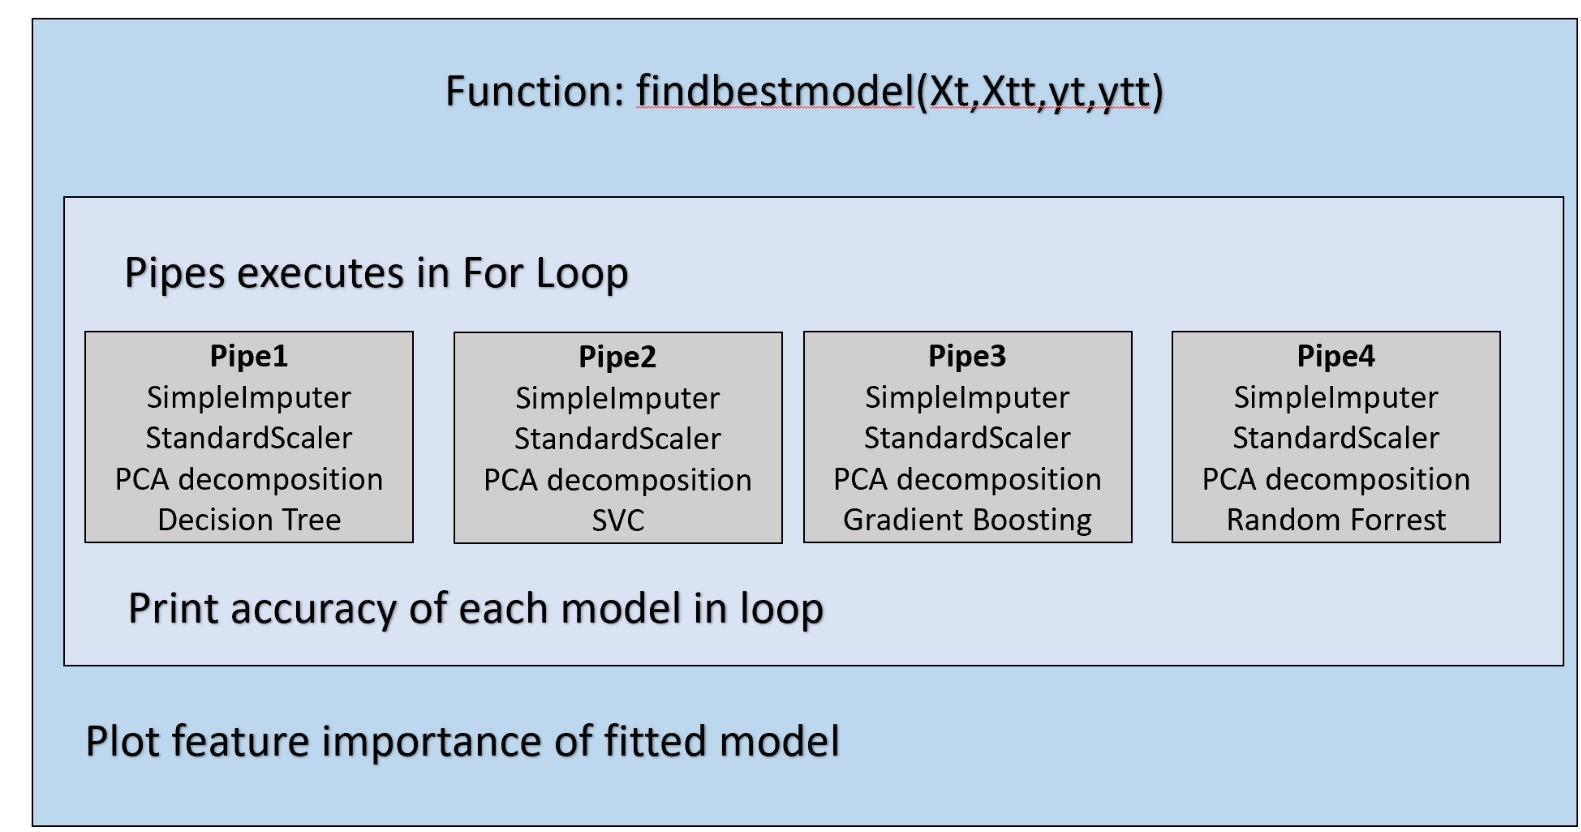 Function: findbestmodel(Xt,Xtt,yt,ytt)
Pipes executes in For Loop
Pipe1
SimpleImputer
StandardScaler
PCA decomposition
Decision Tree
Pipe2
SimpleImputer
StandardScaler
PCA decomposition
SVC
Pipe3
SimpleImputer
StandardScaler
PCA decomposition
Gradient Boosting
Pipe4
SimpleImputer
StandardScaler
PCA decomposition
Random Forrest
Print accuracy of each model in loop
Plot feature importance of fitted model